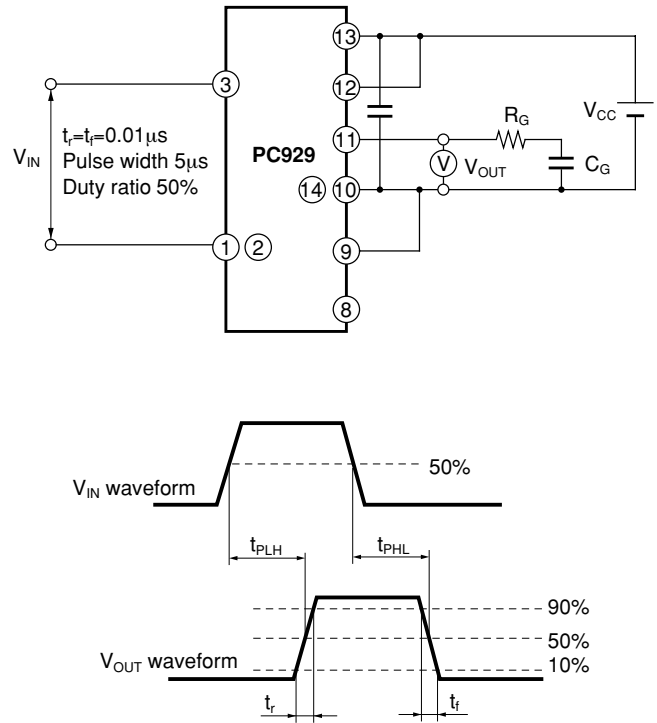 13
3
12
V_CC
R_G
t_r=t_f=0.01μs
11
V_IN
Pulse width 5μs
PC929
V
V_OUT
C_G
Duty ratio 50%
14
10
1
2
9
8
50%
V_IN waveform
t_PLH
t_PHL
90%
50%
V_OUT waveform
10%
t_r
t_f